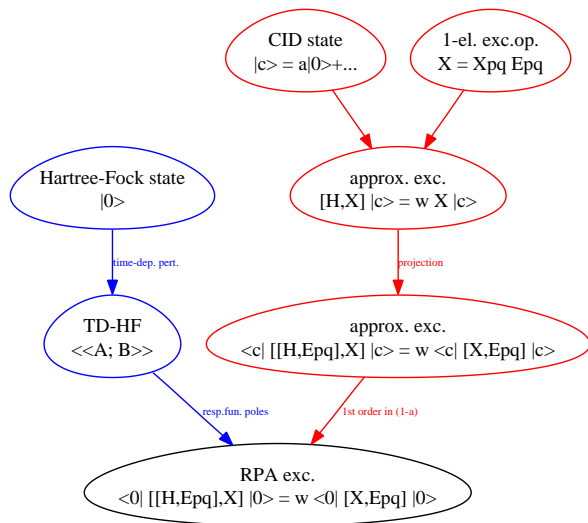 CID state
|c> = a|0>+...
1-el. exc.op.
X = Xpq Epq
Hartree-Fock state
|0>
approx. exc.
[H,X] |c> = w X |c>
time-dep. pert.
projection
TD-HF
<<A; B>>
approx. exc.
<c| [[H,Epq],X] |c> = w <c| [X,Epq] |c>
resp.fun. poles
1st order in (1-a)
RPA exc.
<0| [[H,Epq],X] |0> = w <0| [X,Epq] |0>